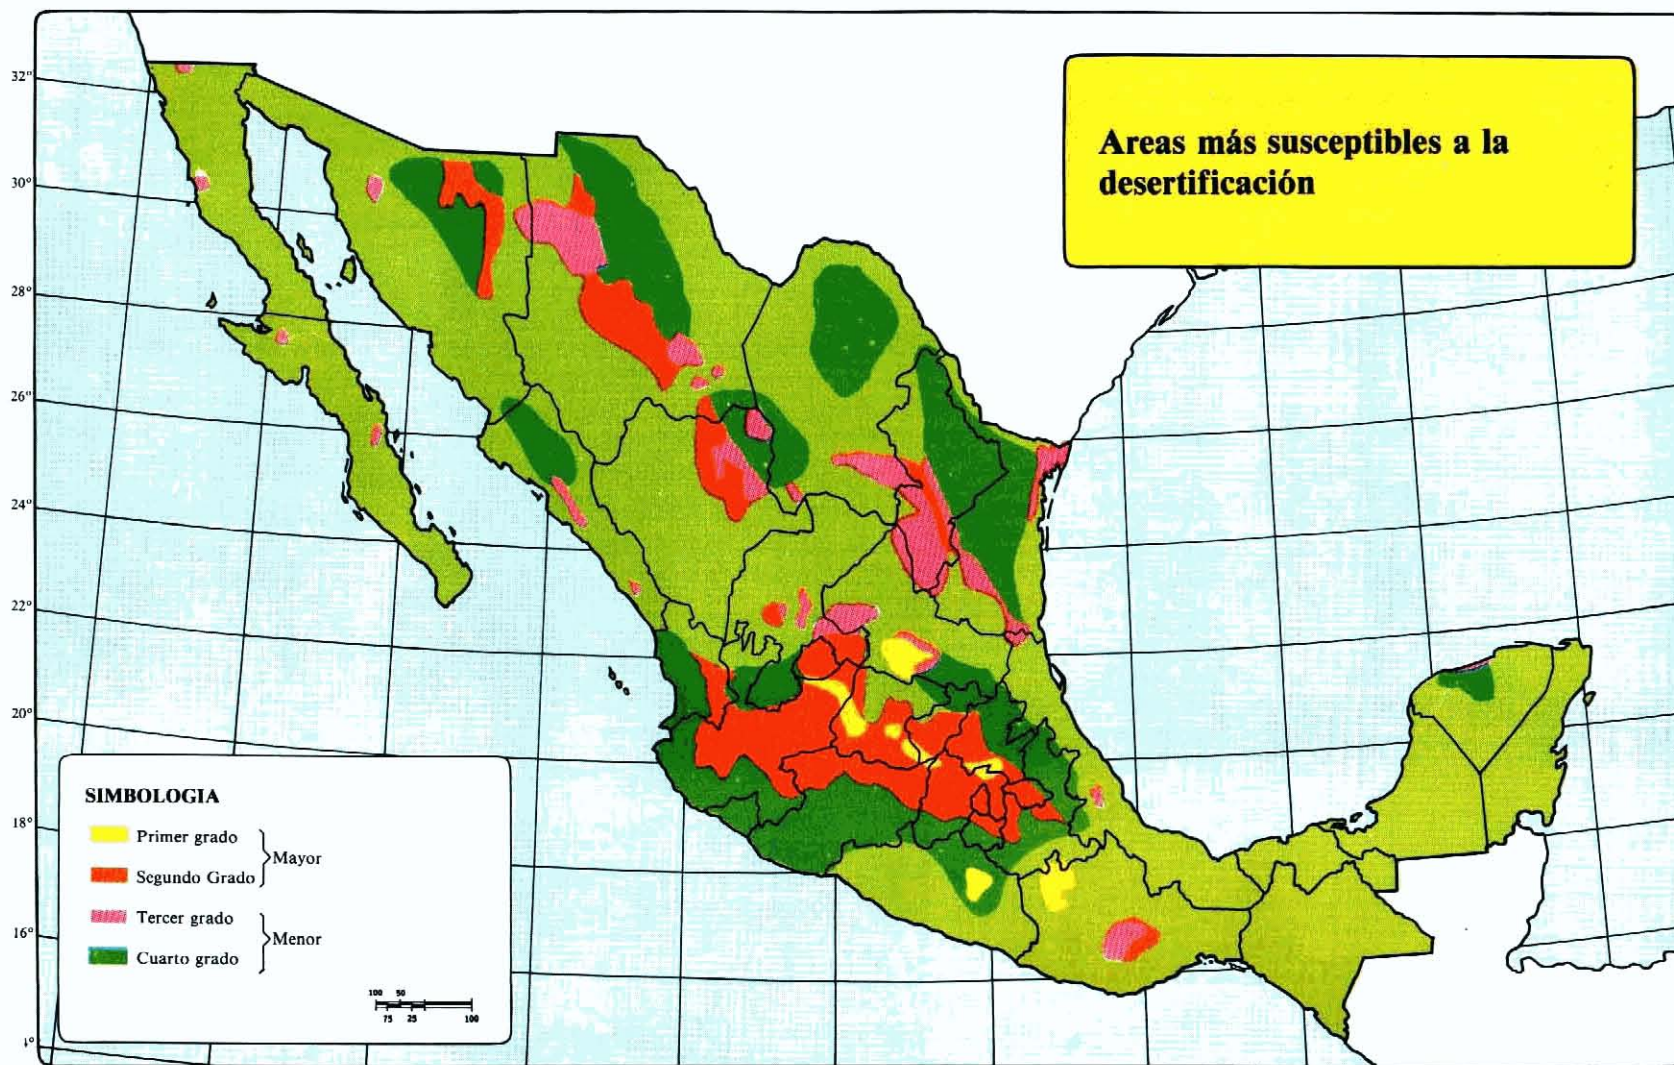 Areas más susceptibles a la
desertificación
32°
30°
28°
26°
24°
22°
20°
18°
16°
4°
SIMBOLOGIA
Primer grado
Mayor
Segundo Grado
Tercer grado
Menor
Cuarto grado
100 50
75 25 100